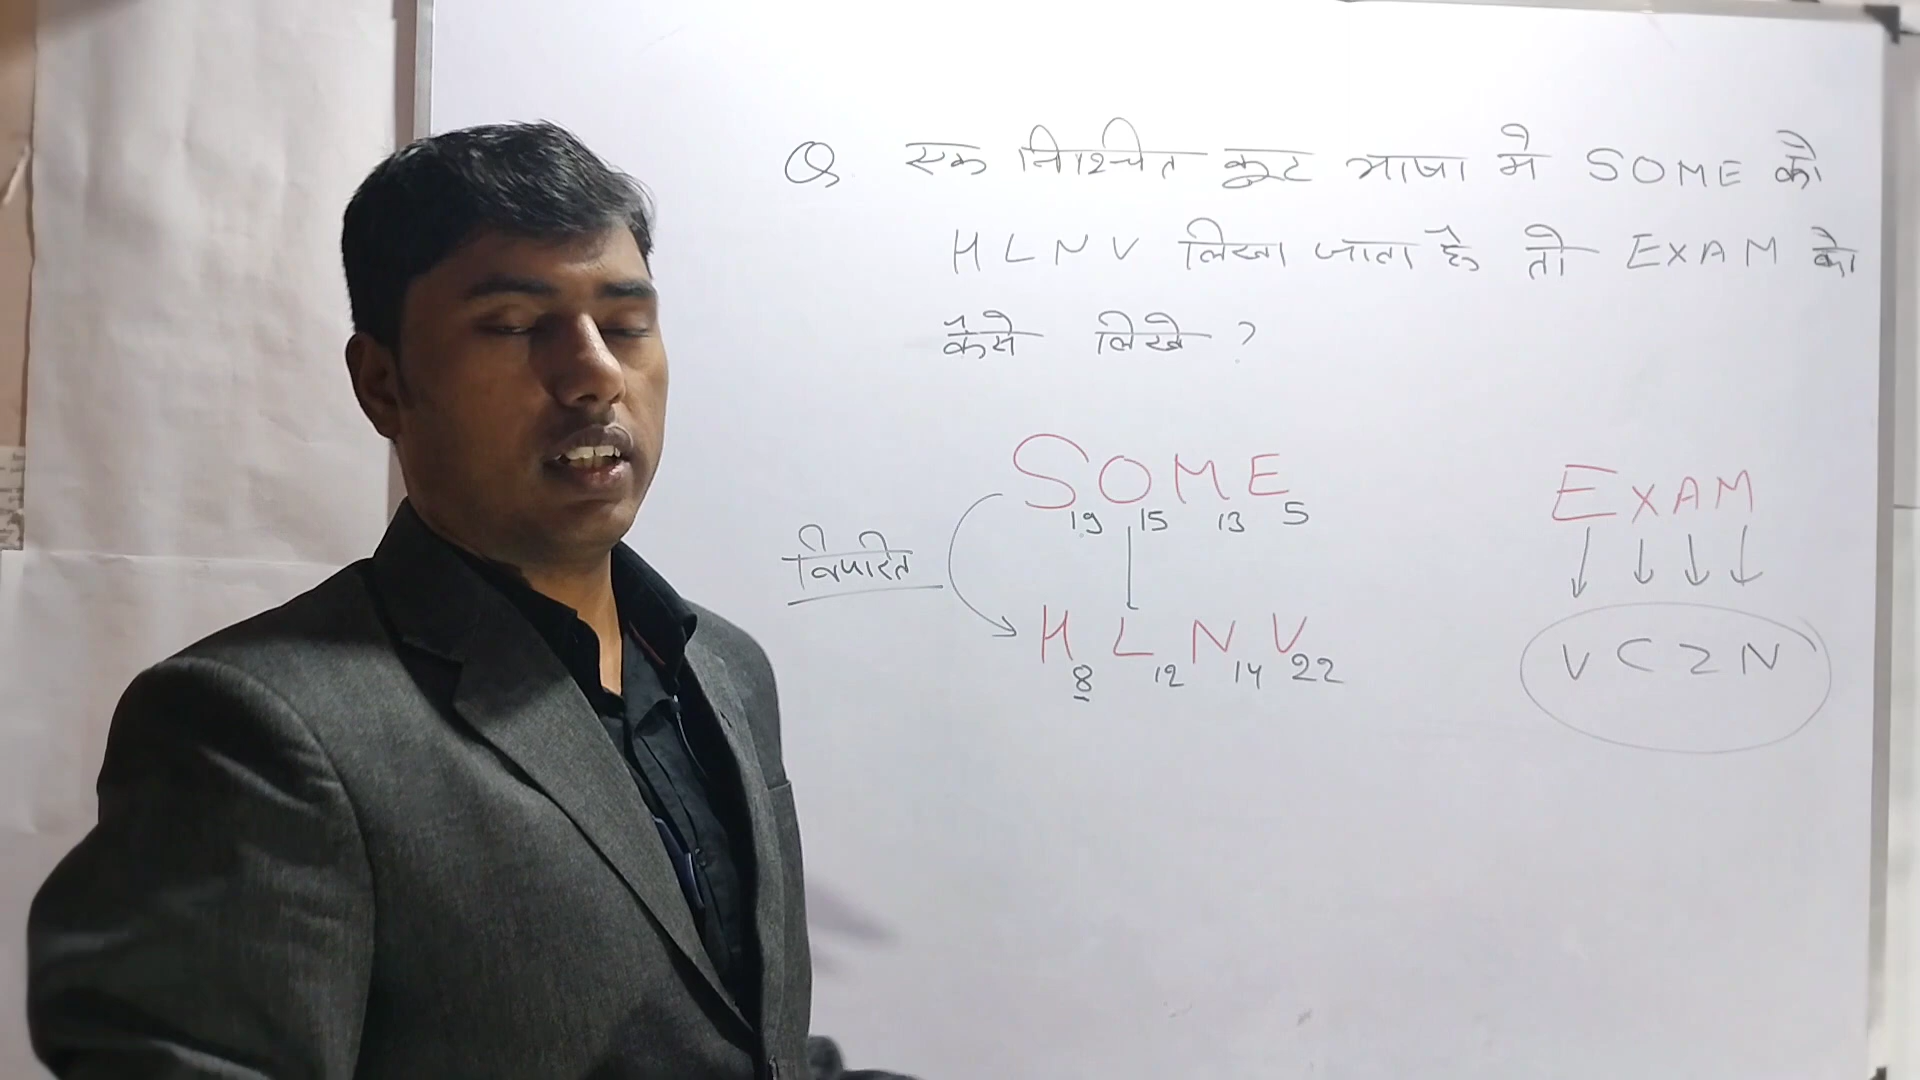 Q एक निश्चित कूट भाषा मे SOME को
HLNV लिखा जाता है तो EXAM को
कैसे लिखे ?
SOME
19 15 13 5
विपरित
HLNV
8 12 14 22
EXAM
VCZN